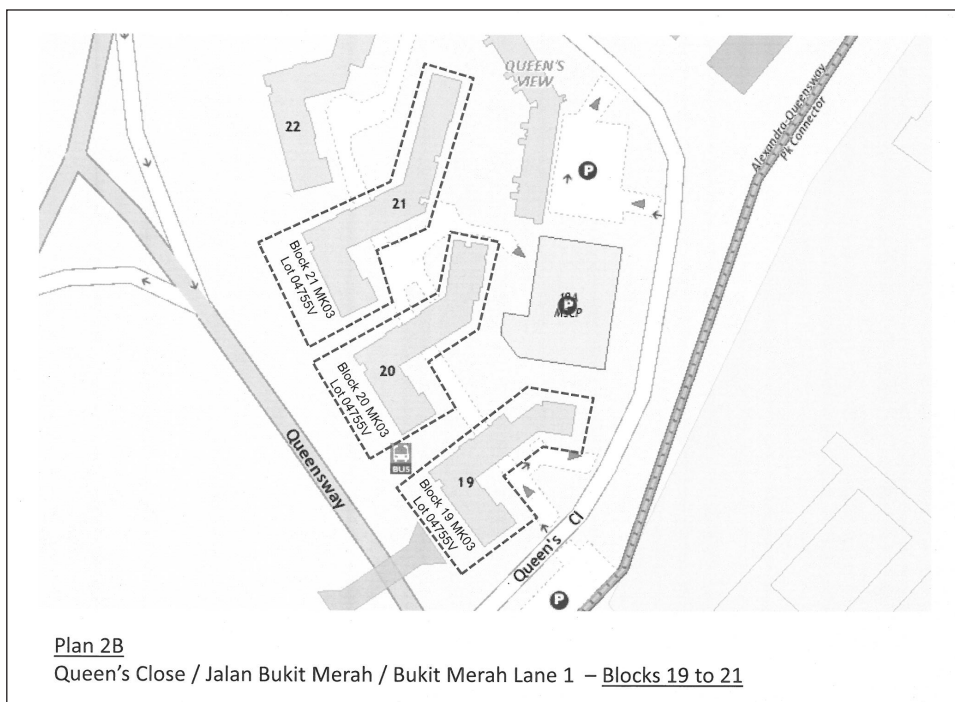 QUEEN'S
VIEW
22
21
Alexandra-Queensway
Pk Connector
P
Block 21 MK03
Lot 04755V
P
MSCP
20
Block 20 MK03
Lot 04755V
Queensway
BUS
19
Block 19 MK03
Lot 04755V
Queen's Cl
P
Plan 2B
Queen's Close / Jalan Bukit Merah / Bukit Merah Lane 1 – Blocks 19 to 21